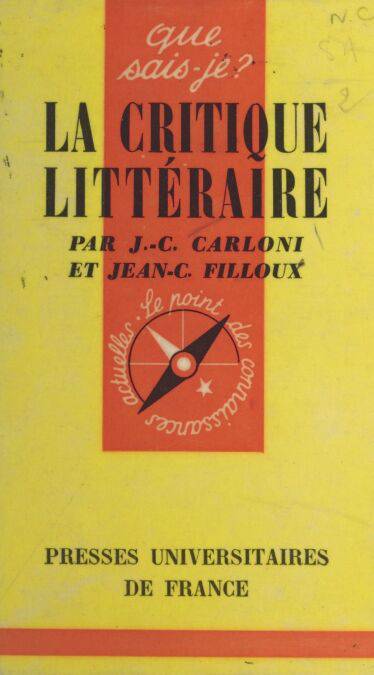 que
sais-je?
N.C
2
LA CRITIQUE
LITTÉRAIRE
PAR J.-C. CARLONI
ET JEAN-C. FILLOUX
Le point des connaissances actuelles.
PRESSES UNIVERSITAIRES
DE FRANCE